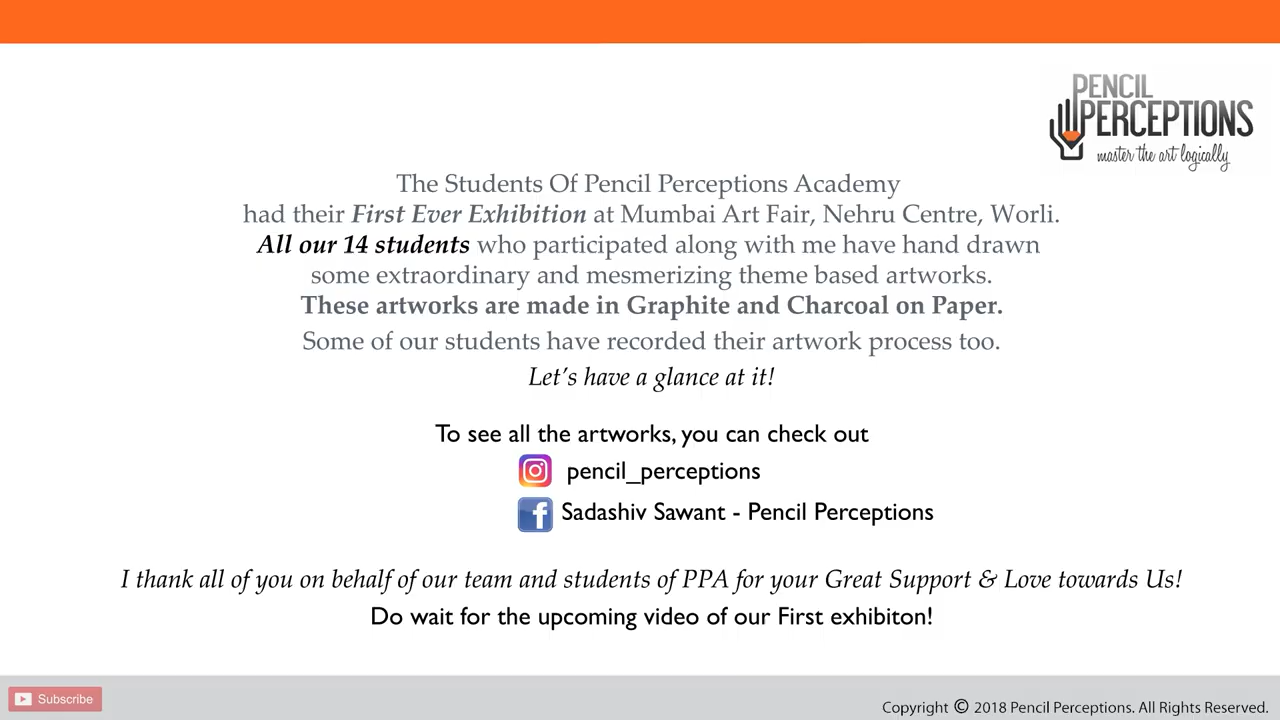 PENCIL
PERCEPTIONS
master the art logically
The Students Of Pencil Perceptions Academy
had their First Ever Exhibition at Mumbai Art Fair, Nehru Centre, Worli.
All our 14 students who participated along with me have hand drawn
some extraordinary and mesmerizing theme based artworks.
These artworks are made in Graphite and Charcoal on Paper.
Some of our students have recorded their artwork process too.
Let's have a glance at it!
To see all the artworks, you can check out
pencil_perceptions
Sadashiv Sawant - Pencil Perceptions
I thank all of you on behalf of our team and students of PPA for your Great Support & Love towards Us!
Do wait for the upcoming video of our First exhibiton!
Subscribe
Copyright © 2018 Pencil Perceptions. All Rights Reserved.